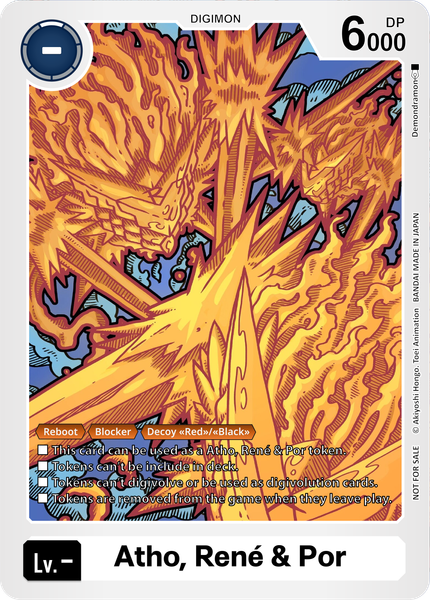 DIGIMON
DP
6000
-
Demondramon©
Reboot Blocker Decoy «Red»/«Black»
■ This card can be used as a Atho, René & Por token.
■ Tokens can't be include in deck.
■ Tokens can't digivolve or be used as digivolution cards.
■ Tokens are removed from the game when they leave play.
NOT FOR SALE © Akiyoshi Hongo. Toei Animation BANDAI MADE IN JAPAN
Lv.-
Atho, René & Por